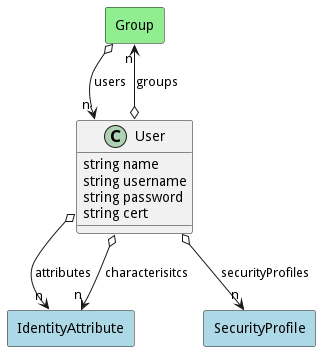 Group
users
groups
n
n
C User
string name
string username
string password
string cert
attributes
characterisitcs
securityProfiles
n
n
n
IdentityAttribute
SecurityProfile